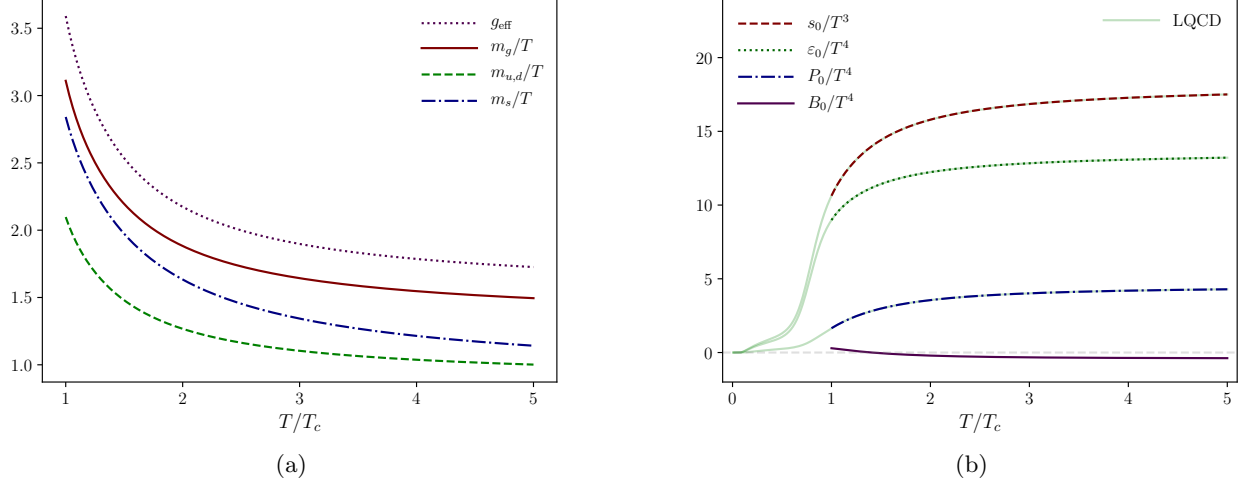 3.5
3.0
2.5
2.0
1.5
1.0
1
2
3
4
5
T/T_c
g_eff
m_g/T
m_{u,d}/T
m_s/T
(a)
20
15
10
5
0
0
1
2
3
4
5
T/T_c
s_0/T^3
ε_0/T^4
P_0/T^4
B_0/T^4
LQCD
(b)